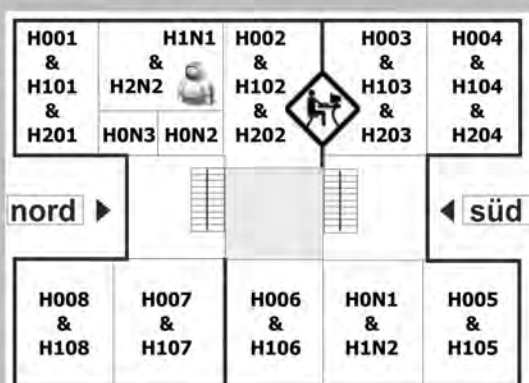 H001
&
H101
&
H201
H1N1
&
H2N2
H0N3
H0N2
H002
&
H102
&
H202
H003
&
H103
&
H203
H004
&
H104
&
H204
nord
süd
H008
&
H108
H007
&
H107
H006
&
H106
H0N1
&
H1N2
H005
&
H105